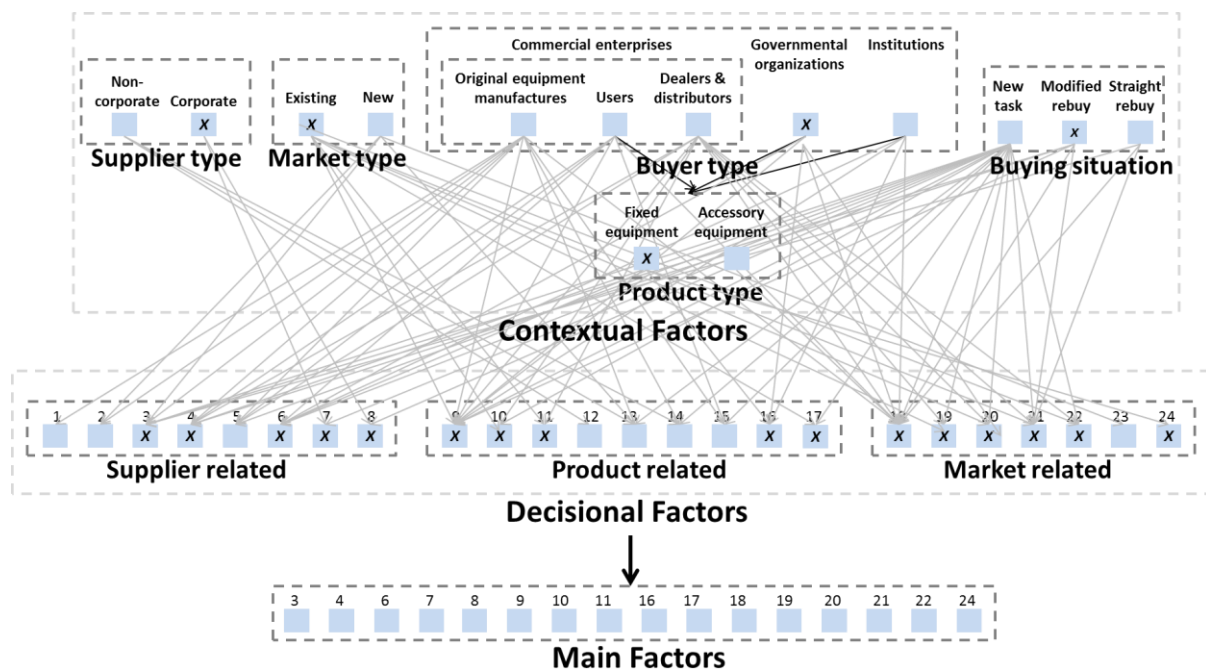 Commercial enterprises
Governmental
organizations
Institutions
Non-
corporate
Corporate
Existing
New
Original equipment
manufactures
Users
Dealers &
distributors
New
task
Modified
rebuy
Straight
rebuy
X
X
X
X
Supplier type
Market type
Buyer type
Buying situation
Fixed
equipment
Accessory
equipment
X
Product type
Contextual Factors
1 2 3 4 5 6 7 8 9 10 11 12 13 14 15 16 17 18 19 20 21 22 23 24
X X X X X X X X X X X X X X X X
Supplier related
Product related
Market related
Decisional Factors
3 4 6 7 8 9 10 11 16 17 18 19 20 21 22 24
Main Factors